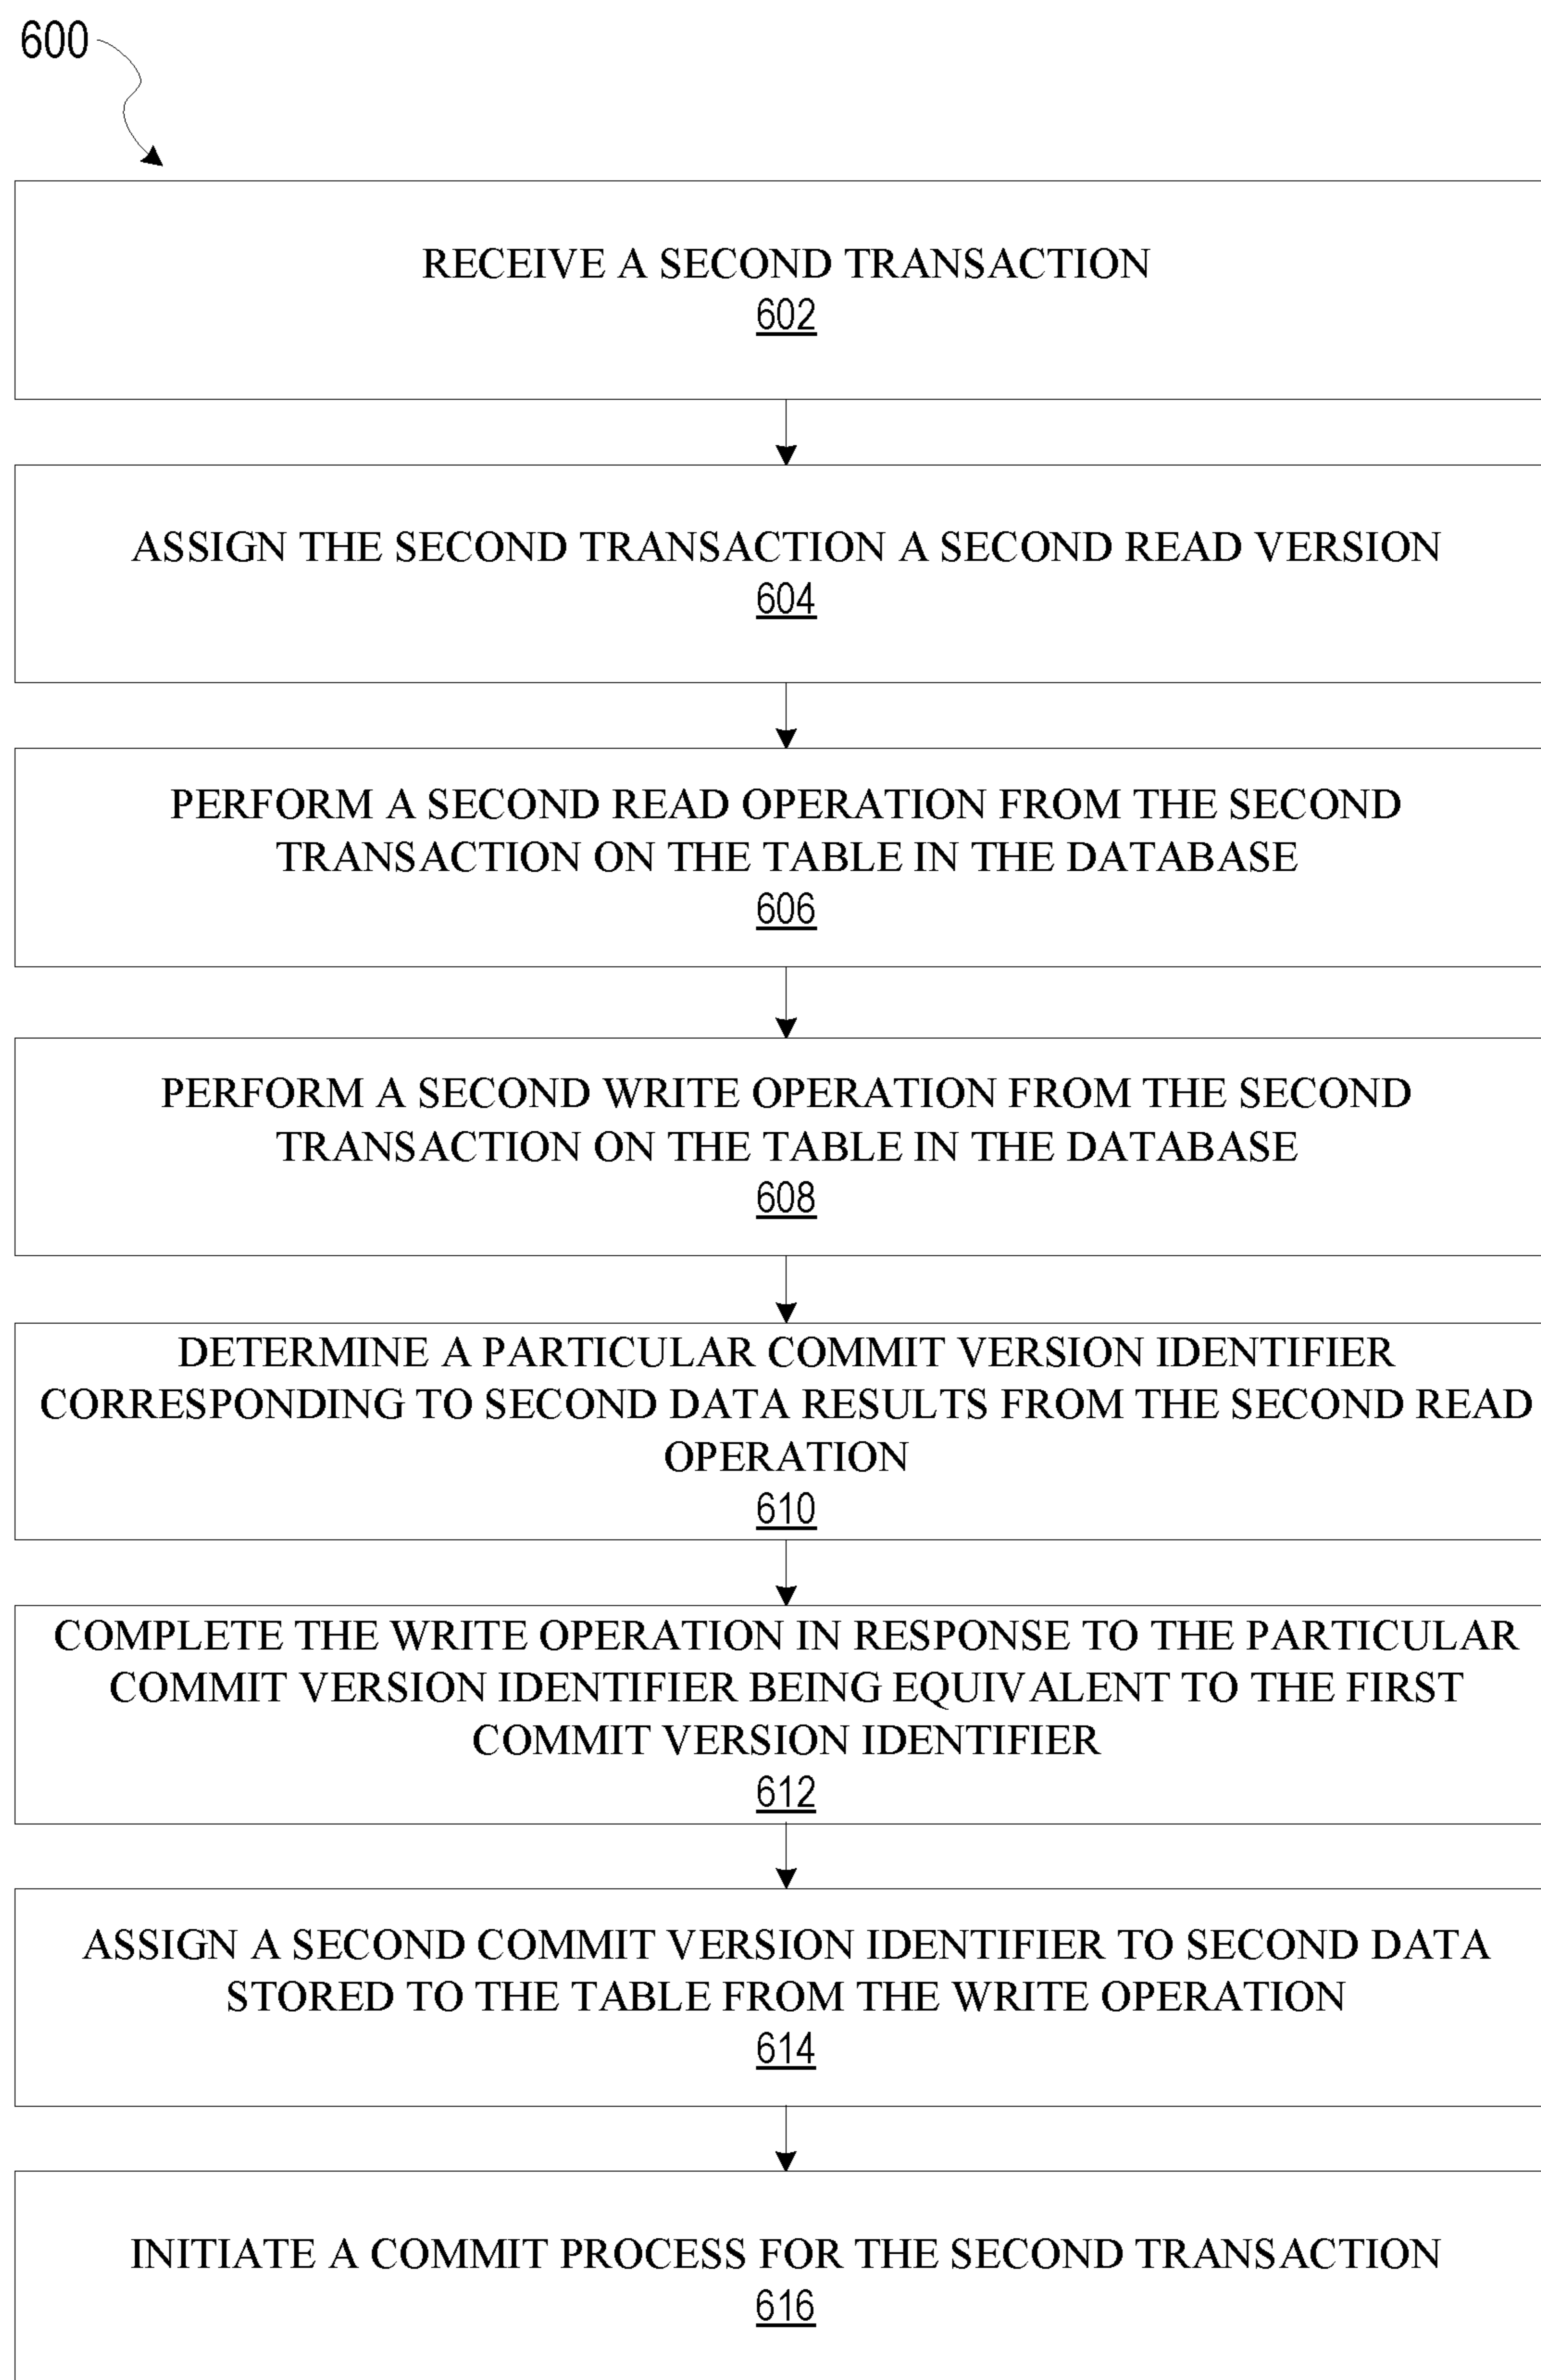 600
RECEIVE A SECOND TRANSACTION
602
ASSIGN THE SECOND TRANSACTION A SECOND READ VERSION
604
PERFORM A SECOND READ OPERATION FROM THE SECOND
TRANSACTION ON THE TABLE IN THE DATABASE
606
PERFORM A SECOND WRITE OPERATION FROM THE SECOND
TRANSACTION ON THE TABLE IN THE DATABASE
608
DETERMINE A PARTICULAR COMMIT VERSION IDENTIFIER
CORRESPONDING TO SECOND DATA RESULTS FROM THE SECOND READ
OPERATION
610
COMPLETE THE WRITE OPERATION IN RESPONSE TO THE PARTICULAR
COMMIT VERSION IDENTIFIER BEING EQUIVALENT TO THE FIRST
COMMIT VERSION IDENTIFIER
612
ASSIGN A SECOND COMMIT VERSION IDENTIFIER TO SECOND DATA
STORED TO THE TABLE FROM THE WRITE OPERATION
614
INITIATE A COMMIT PROCESS FOR THE SECOND TRANSACTION
616